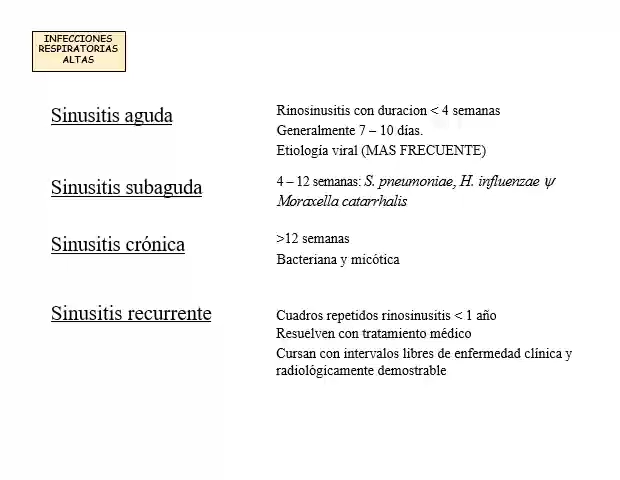 INFECCIONES
RESPIRATORIAS
ALTAS
Sinusitis aguda
Rinosinusitis con duracion < 4 semanas
Generalmente 7 – 10 días.
Etiología viral (MAS FRECUENTE)
Sinusitis subaguda
4 – 12 semanas: S. pneumoniae, H. influenzae ψ
Moraxella catarrhalis
Sinusitis crónica
>12 semanas
Bacteriana y micótica
Sinusitis recurrente
Cuadros repetidos rinosinusitis < 1 año
Resuelven con tratamiento médico
Cursan con intervalos libres de enfermedad clínica y
radiológicamente demostrable